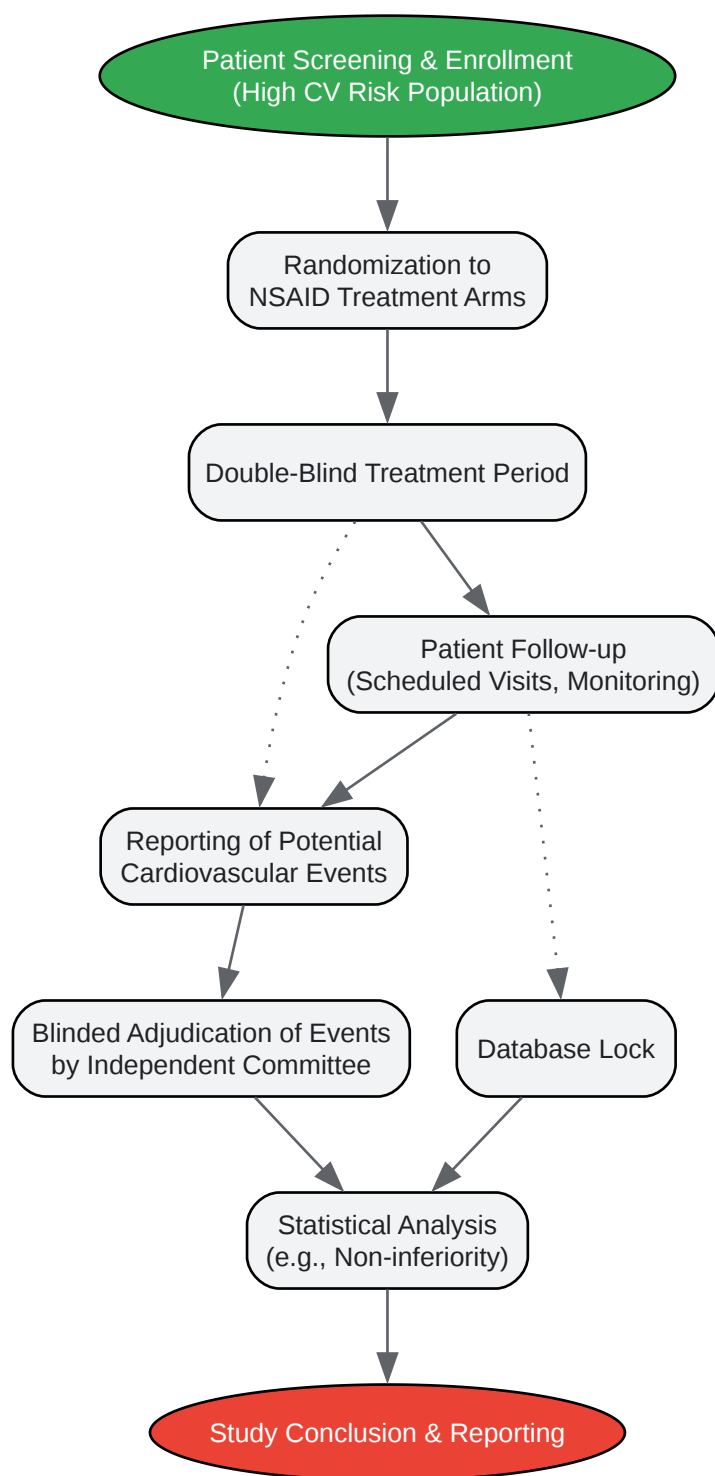 Patient Screening & Enrollment
(High CV Risk Population)
Randomization to
NSAID Treatment Arms
Double-Blind Treatment Period
Patient Follow-up
(Scheduled Visits, Monitoring)
Reporting of Potential
Cardiovascular Events
Blinded Adjudication of Events
by Independent Committee
Database Lock
Statistical Analysis
(e.g., Non-inferiority)
Study Conclusion & Reporting